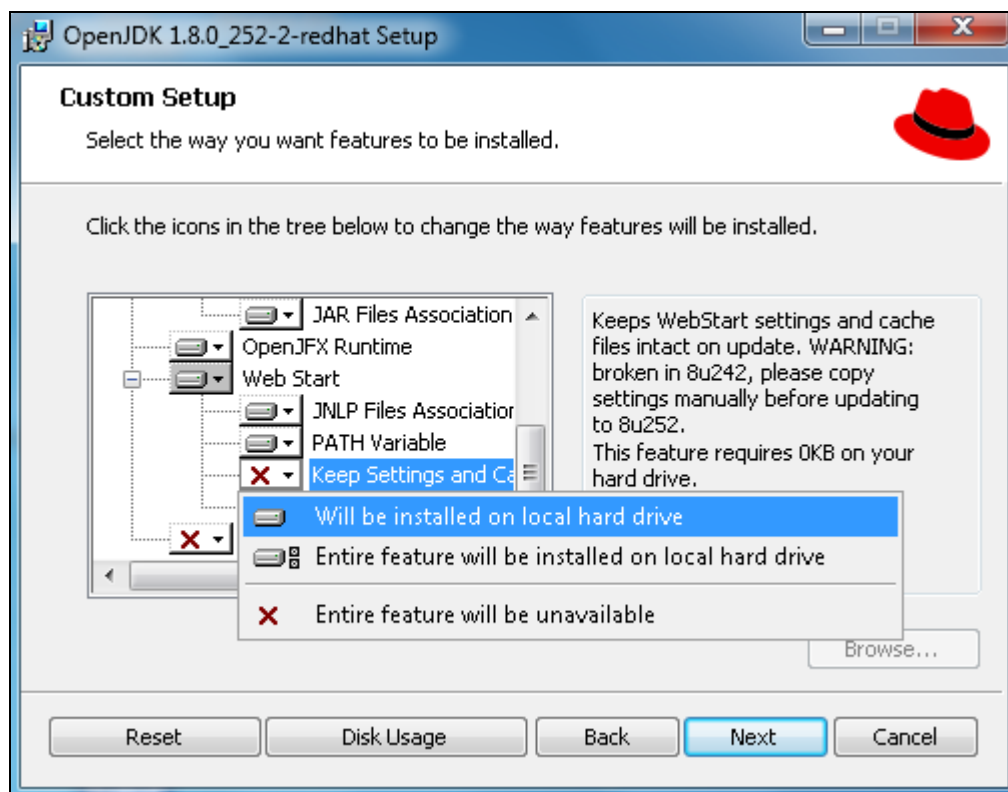 OpenJDK 1.8.0_252-2-redhat Setup
Custom Setup
Select the way you want features to be installed.
Click the icons in the tree below to change the way features will be installed.
JAR Files Association
OpenJFX Runtime
Web Start
JNLP Files Association
PATH Variable
Keep Settings and Ca
Will be installed on local hard drive
Entire feature will be installed on local hard drive
Entire feature will be unavailable
Keeps WebStart settings and cache
files intact on update. WARNING:
broken in 8u242, please copy
settings manually before updating
to 8u252.
This feature requires 0KB on your
hard drive.
Browse...
Reset
Disk Usage
Back
Next
Cancel